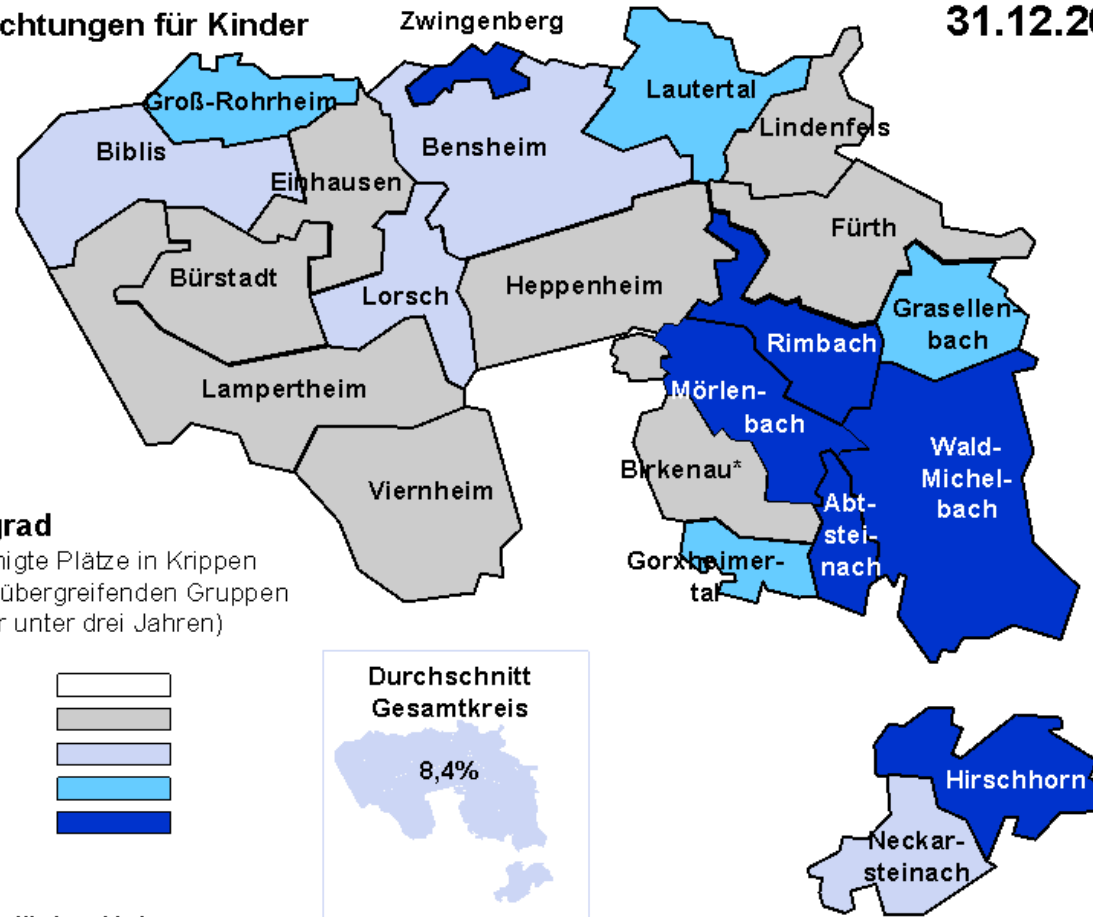 chtungen für Kinder
Zwingenberg
31.12.20
Groß-Rohrheim
Lautertal
Lindenfels
Biblis
Bensheim
Einhausen
Fürth
Bürstadt
Lorsch
Heppenheim
Grasellen-
bach
Rimbach
Lampertheim
Mörlen-
bach
Birkenau*
Wald-
Michel-
bach
Viernheim
Abt-
stei-
nach
Gorxheimer-
tal
grad
nigte Plätze in Krippen
übergreifenden Gruppen
r unter drei Jahren)
Durchschnitt
Gesamtkreis
8,4%
Hirschhorn
Neckar-
steinach